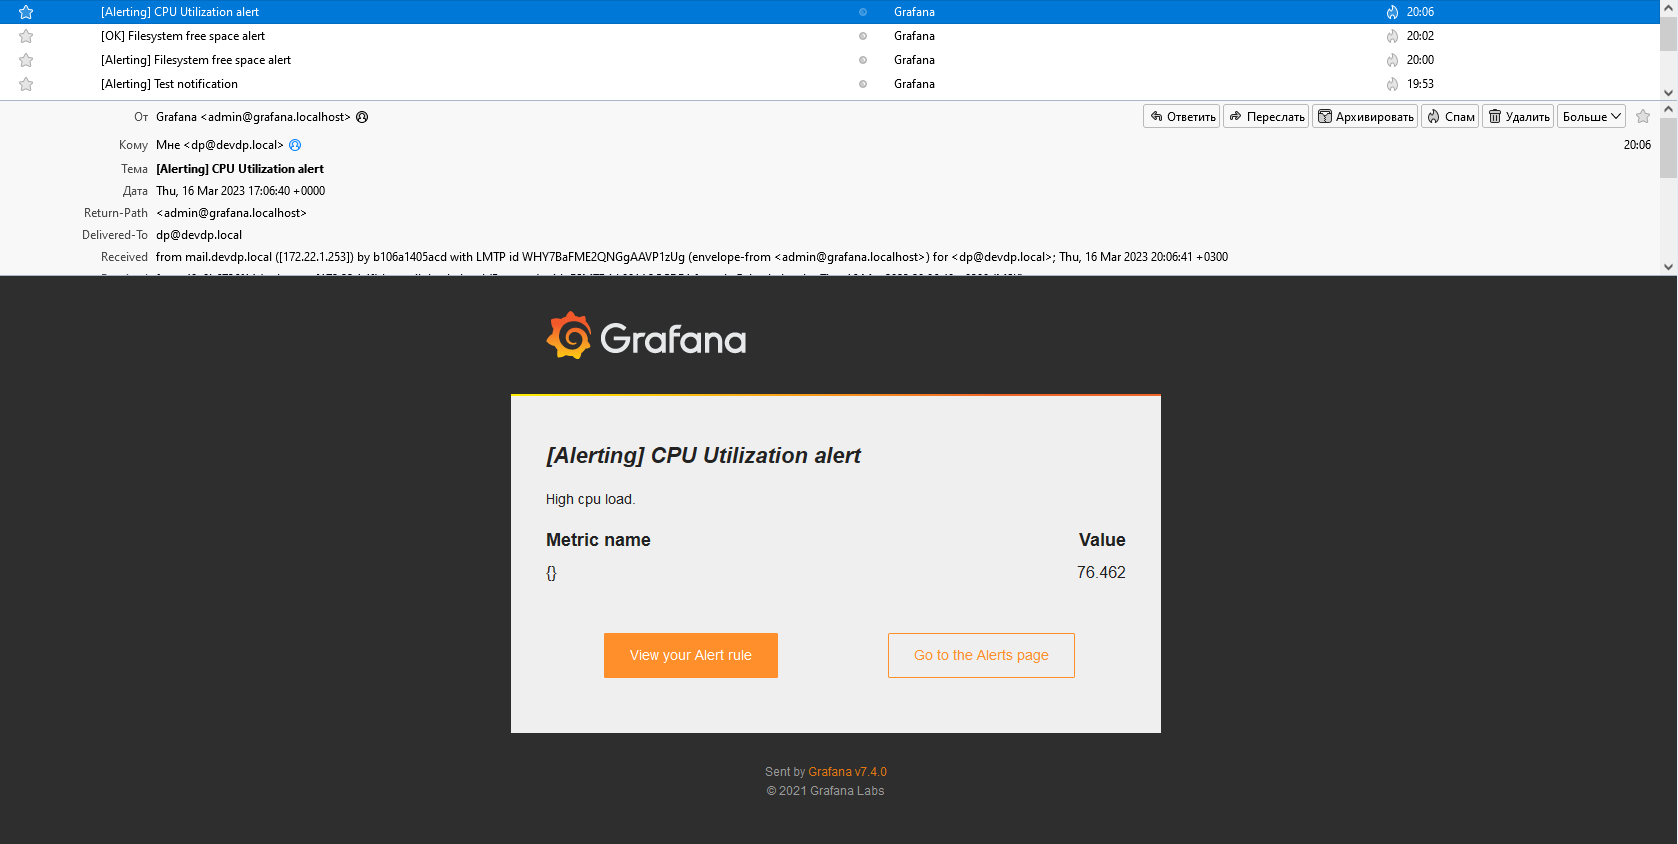 [Alerting] CPU Utilization alert Grafana 20:06
[OK] Filesystem free space alert Grafana 20:02
[Alerting] Filesystem free space alert Grafana 20:00
[Alerting] Test notification Grafana 19:53
От Grafana <admin@grafana.localhost> Ответить Переслать Архивировать Спам Удалить Больше
Кому Мне <dp@devdp.local> 20:06
Тема [Alerting] CPU Utilization alert
Дата Thu, 16 Mar 2023 17:06:40 +0000
Return-Path <admin@grafana.localhost>
Delivered-To dp@devdp.local
Received from mail.devdp.local ([172.22.1.253]) by b106a1405acd with LMTP id WHY7BaFME2QNGgAAVP1zUg (envelope-from <admin@grafana.localhost>) for <dp@devdp.local>; Thu, 16 Mar 2023 20:06:41 +0300
Grafana
[Alerting] CPU Utilization alert
High cpu load.
Metric name Value
{} 76.462
View your Alert rule Go to the Alerts page
Sent by Grafana v7.4.0
© 2021 Grafana Labs